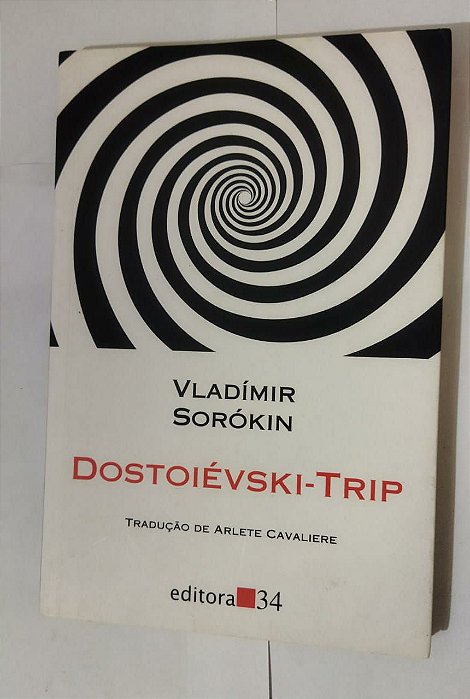 Vladímir
Sorókin
Dostoiévski-Trip
Tradução de Arlete Cavaliere
editora 34